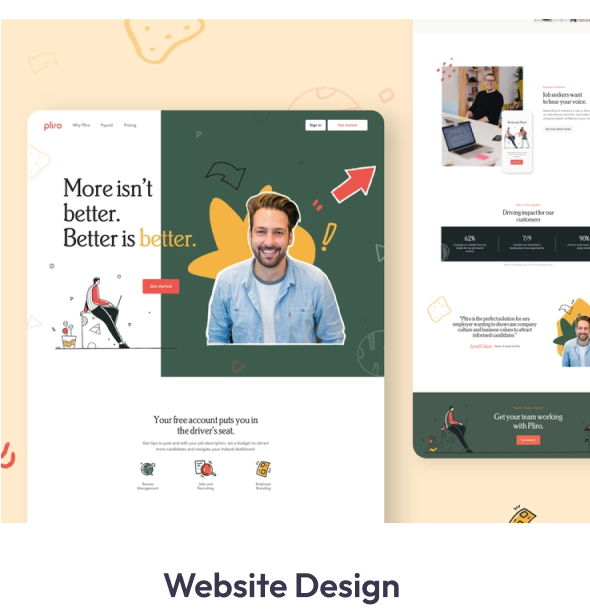 pliro
Why Pliro Payroll Pricing
Sign in
Get started
More isn't
better.
Better is better.
Get started
Your free account puts you in
the driver's seat.
Get tips to post and edit your job description, set a budget to attract
more candidates and navigate your Indeed dashboard.
Review
Management
Jobs and
Recruiting
Employer
Branding
Job seekers want
to hear your voice.
Driving impact for our
customers
62%
7/9
90%
"Pliro is the perfect solution for any
employer wanting to showcase company
culture and business values to attract
informed candidates"
Get your team working
with Pliro.
Website Design